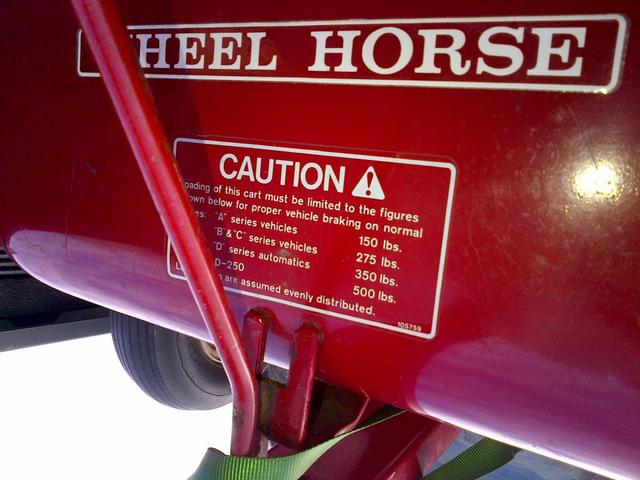 HEEL HORSE
CAUTION
ading of this cart must be limited to the figures
own below for proper vehicle braking on normal
es: "A" series vehicles 150 lbs.
"B" & "C" series vehicles 275 lbs.
"D" series automatics 350 lbs.
D-250 500 lbs.
are assumed evenly distributed.
105759